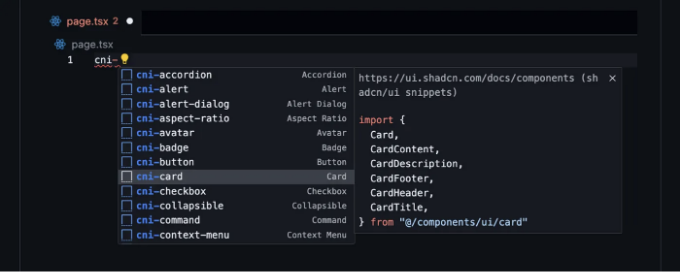 page.tsx 2
page.tsx
1 cni-
cni-accordion Accordion
cni-alert Alert
cni-alert-dialog Alert Dialog
cni-aspect-ratio Aspect Ratio
cni-avatar Avatar
cni-badge Badge
cni-button Button
cni-card Card
cni-checkbox Checkbox
cni-collapsible Collapsible
cni-command Command
cni-context-menu Context Menu
https://ui.shadcn.com/docs/components (sh
adcn/ui snippets)
import {
Card,
CardContent,
CardDescription,
CardFooter,
CardHeader,
CardTitle,
} from "@/components/ui/card"